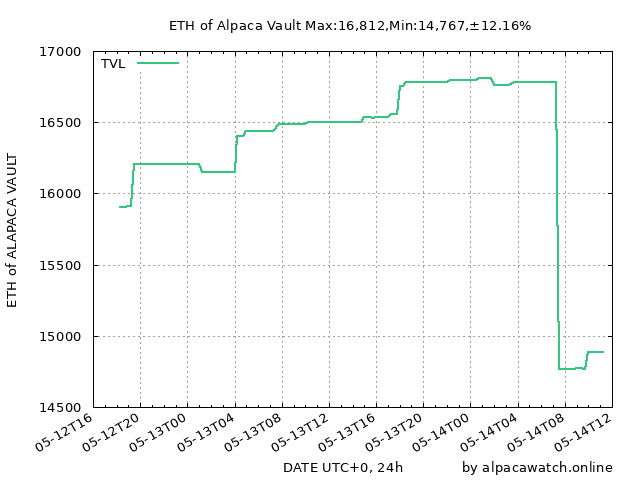 ETH of Alpaca Vault Max:16,812,Min:14,767,±12.16%
TVL
17000
16500
16000
15500
15000
14500
ETH of ALAPACA VAULT
05-12T16
05-12T20
05-13T00
05-13T04
05-13T08
05-13T12
05-13T16
05-13T20
05-14T00
05-14T04
05-14T08
05-14T12
DATE UTC+0, 24h
by alpacawatch.online